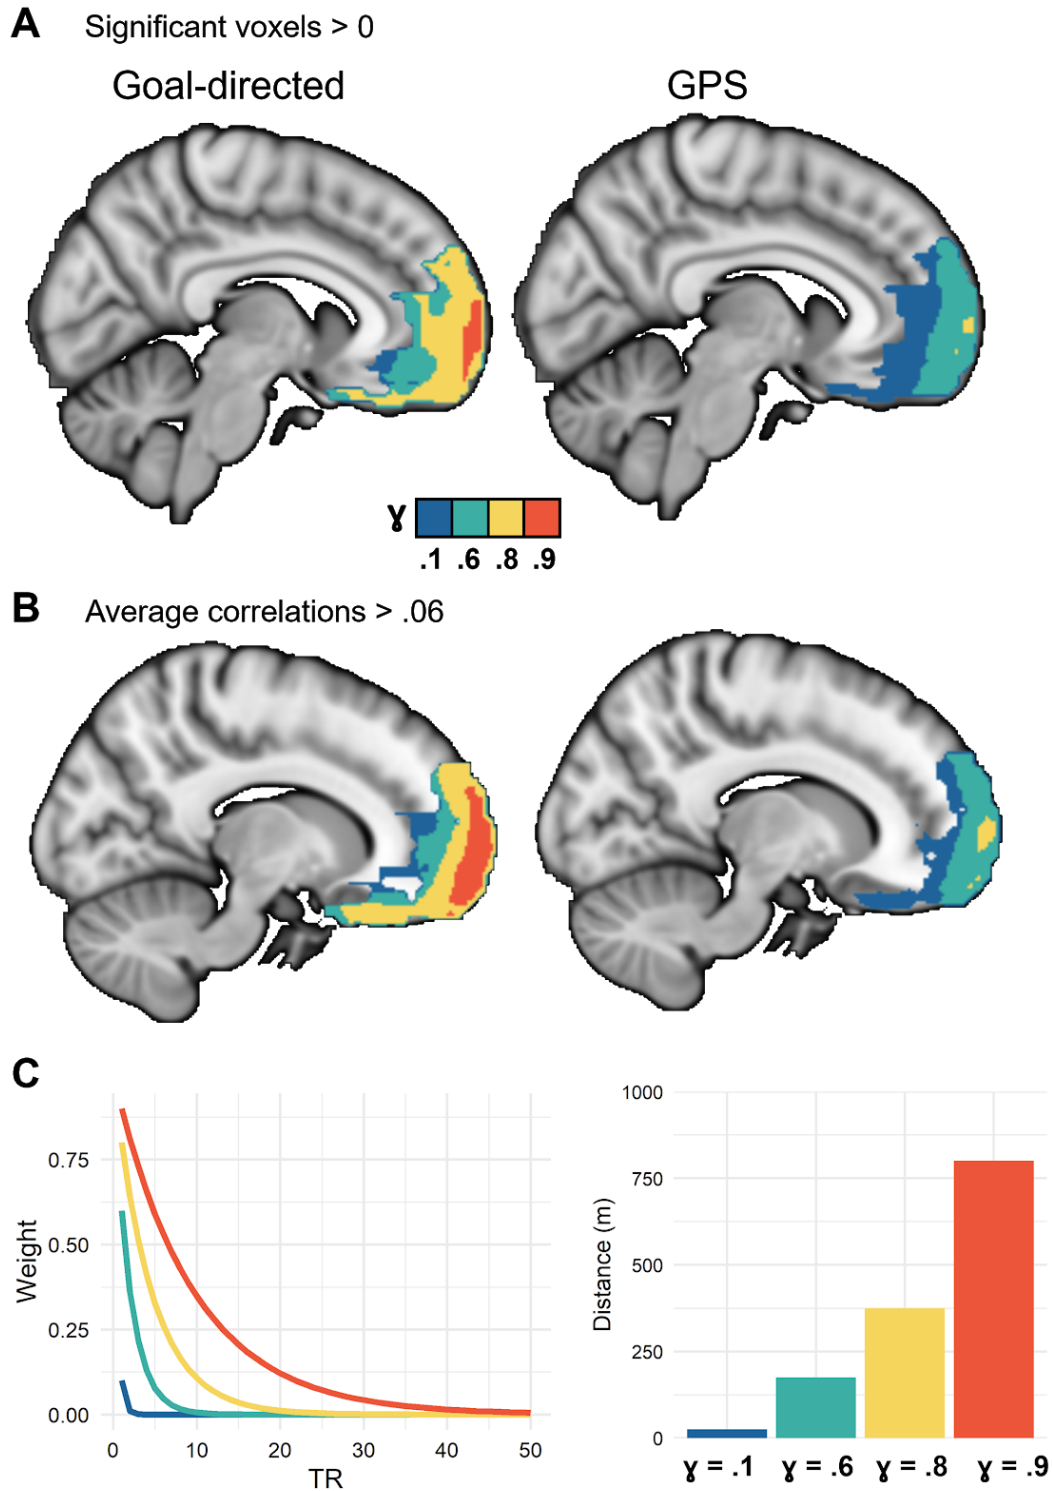 A Significant voxels > 0
Goal-directed GPS
ɣ
.1 .6 .8 .9
B Average correlations > .06
C
Weight
0.75
0.50
0.25
0.00
0 10 20 30 40 50
TR
Distance (m)
1000
750
500
250
0
ɣ = .1 ɣ = .6 ɣ = .8 ɣ = .9